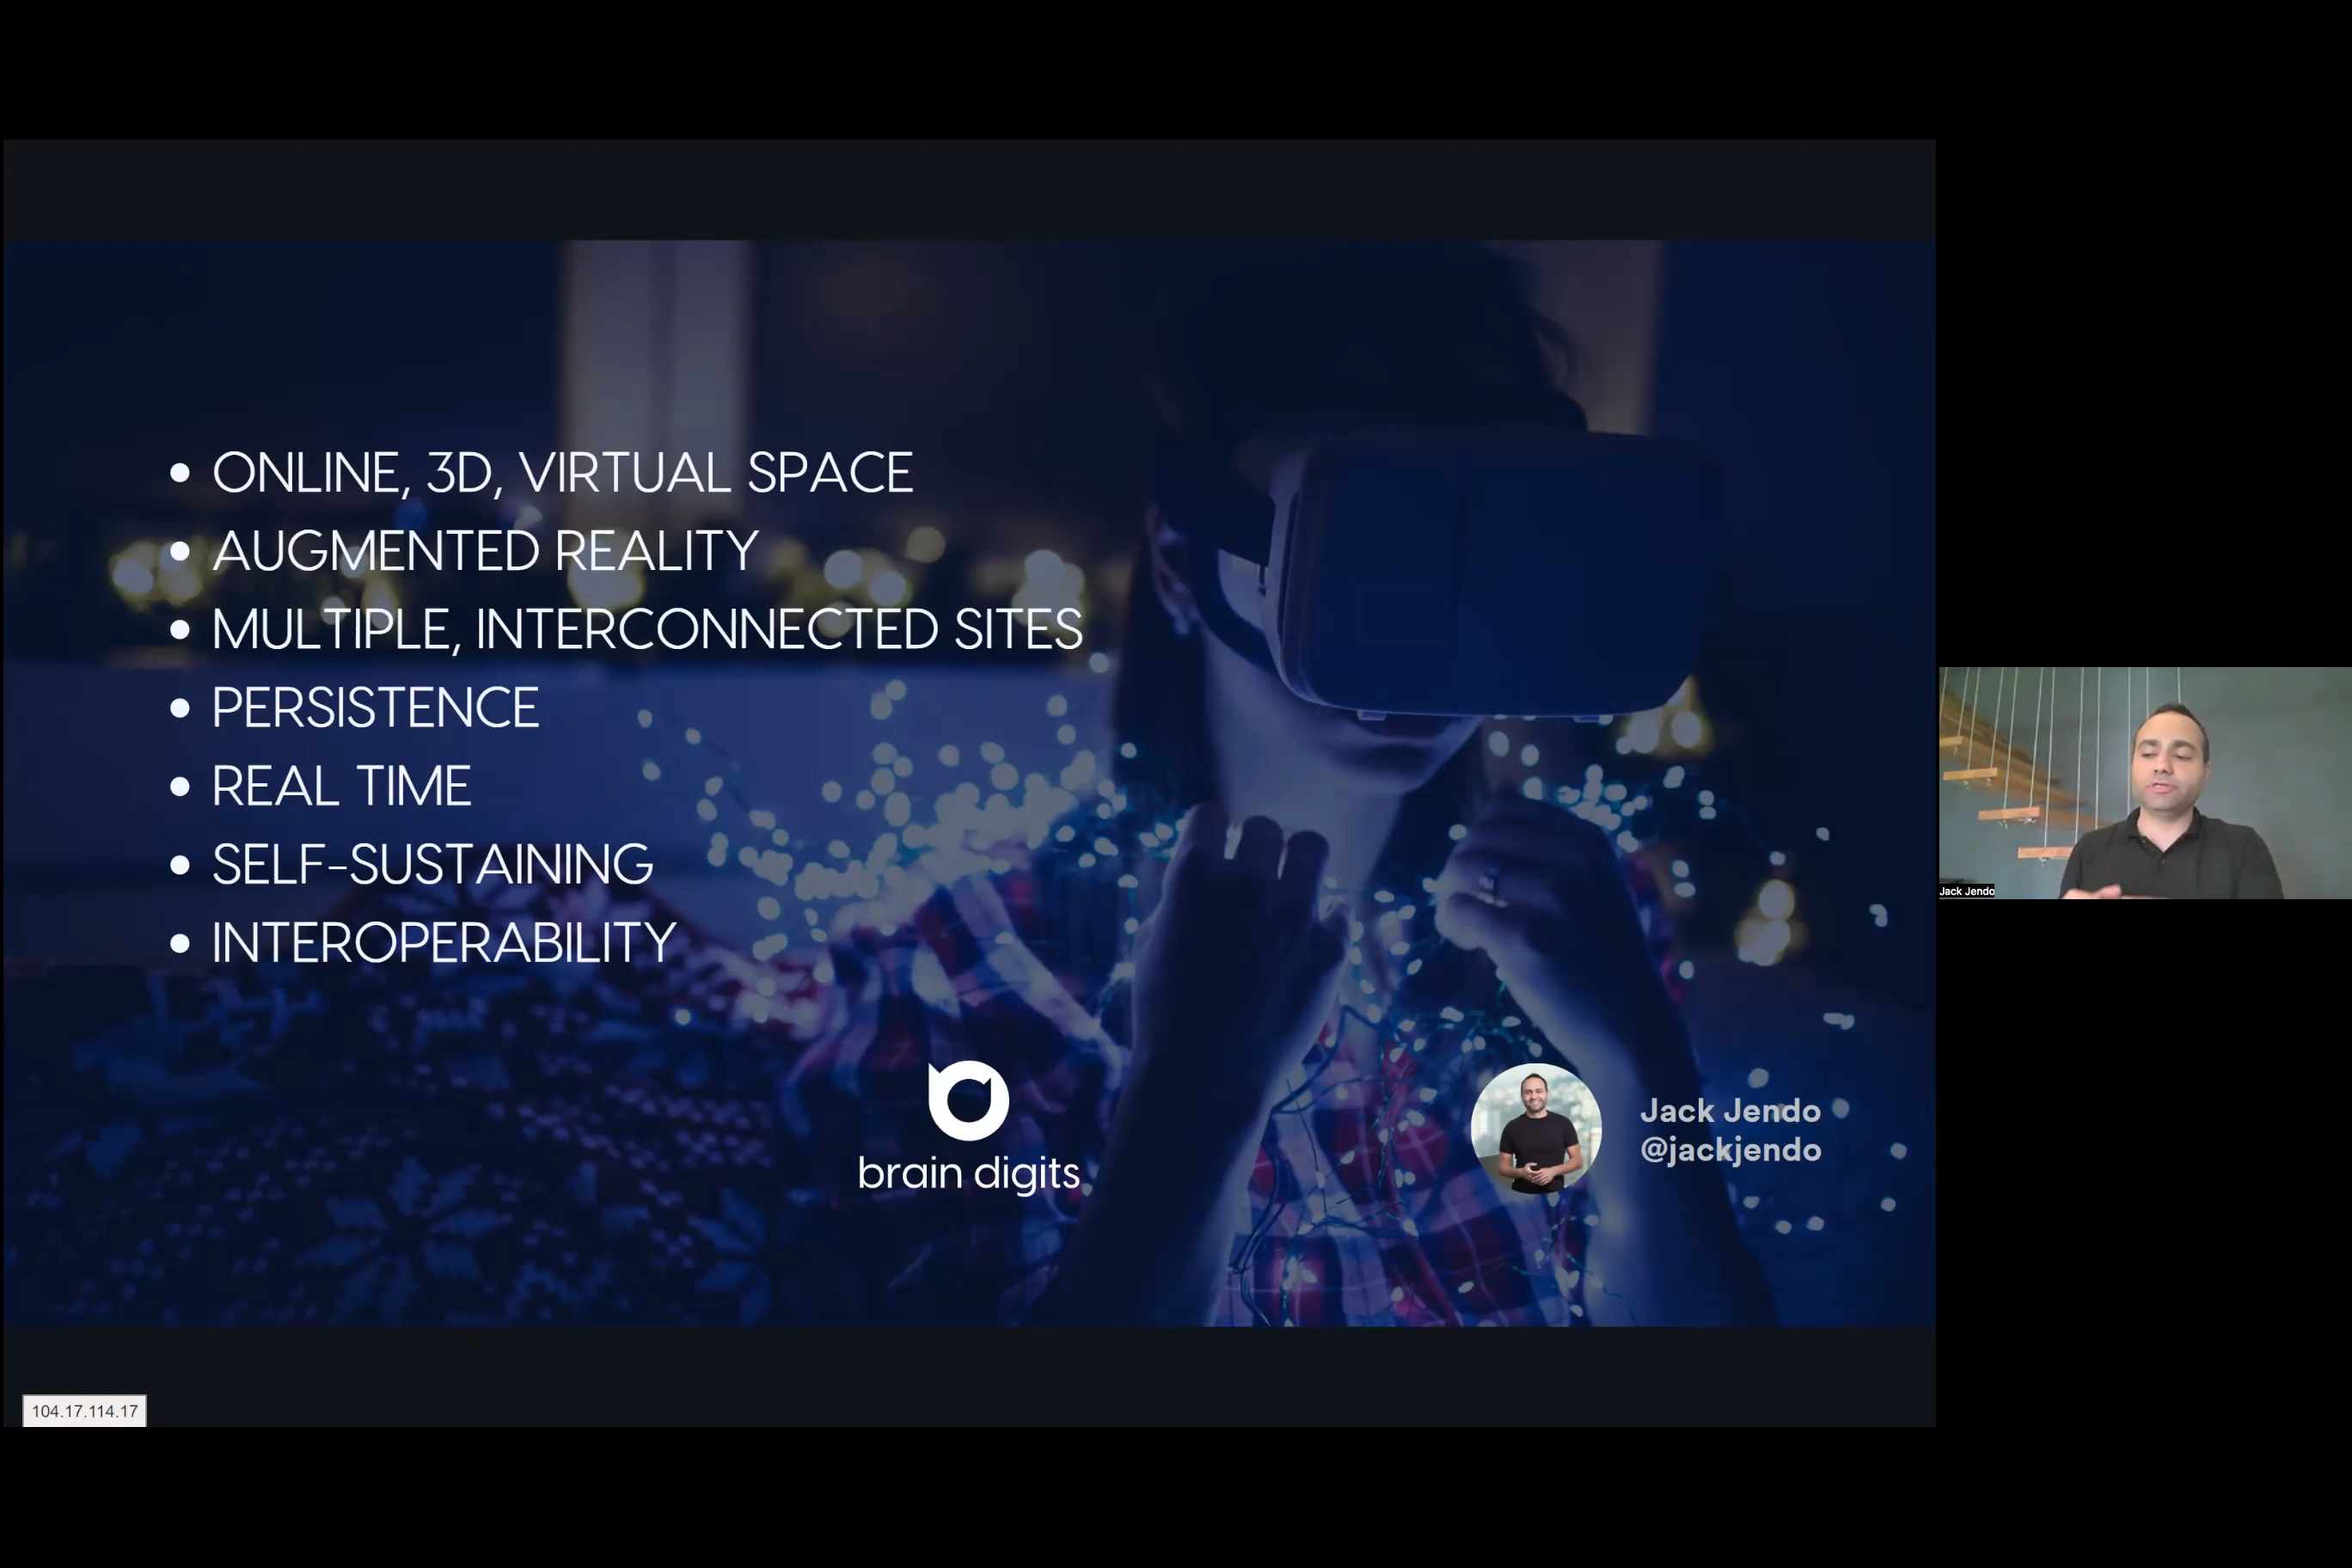 ONLINE, 3D, VIRTUAL SPACE
AUGMENTED REALITY
MULTIPLE, INTERCONNECTED SITES
PERSISTENCE
REAL TIME
SELF-SUSTAINING
INTEROPERABILITY
brain digits
Jack Jendo
@jackjendo
104.17.114.17
Jack Jendo